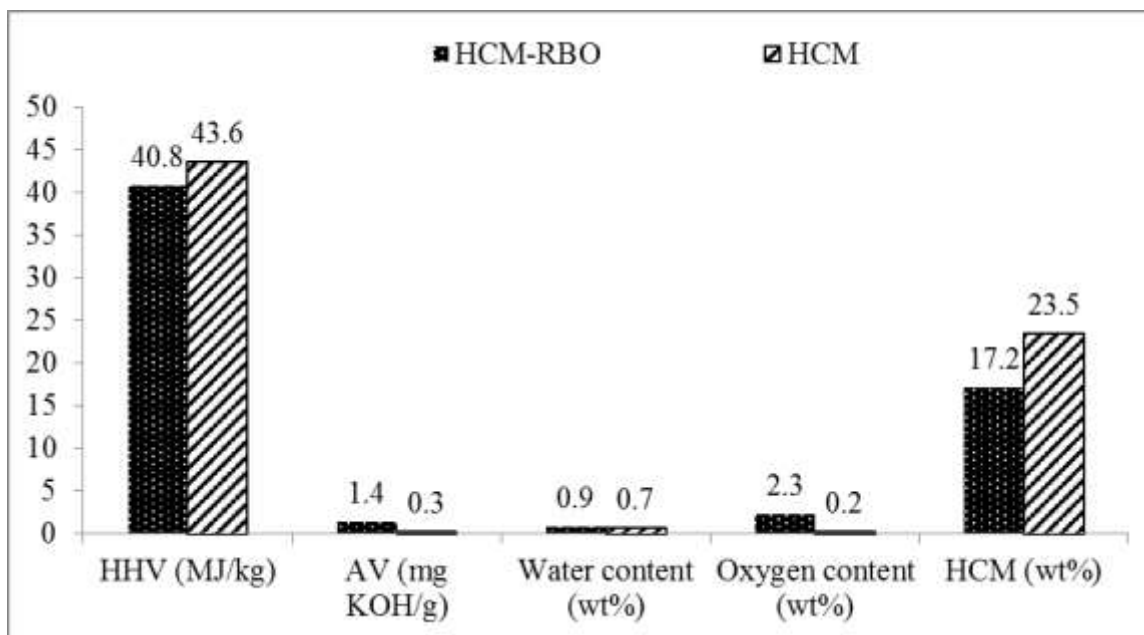 HCM-RBO HCM
50
45
40
35
30
25
20
15
10
5
0
40.8 43.6
1.4 0.3
0.9 0.7
2.3 0.2
17.2 23.5
HHV (MJ/kg)
AV (mg
KOH/g)
Water content
(wt%)
Oxygen content
(wt%)
HCM (wt%)